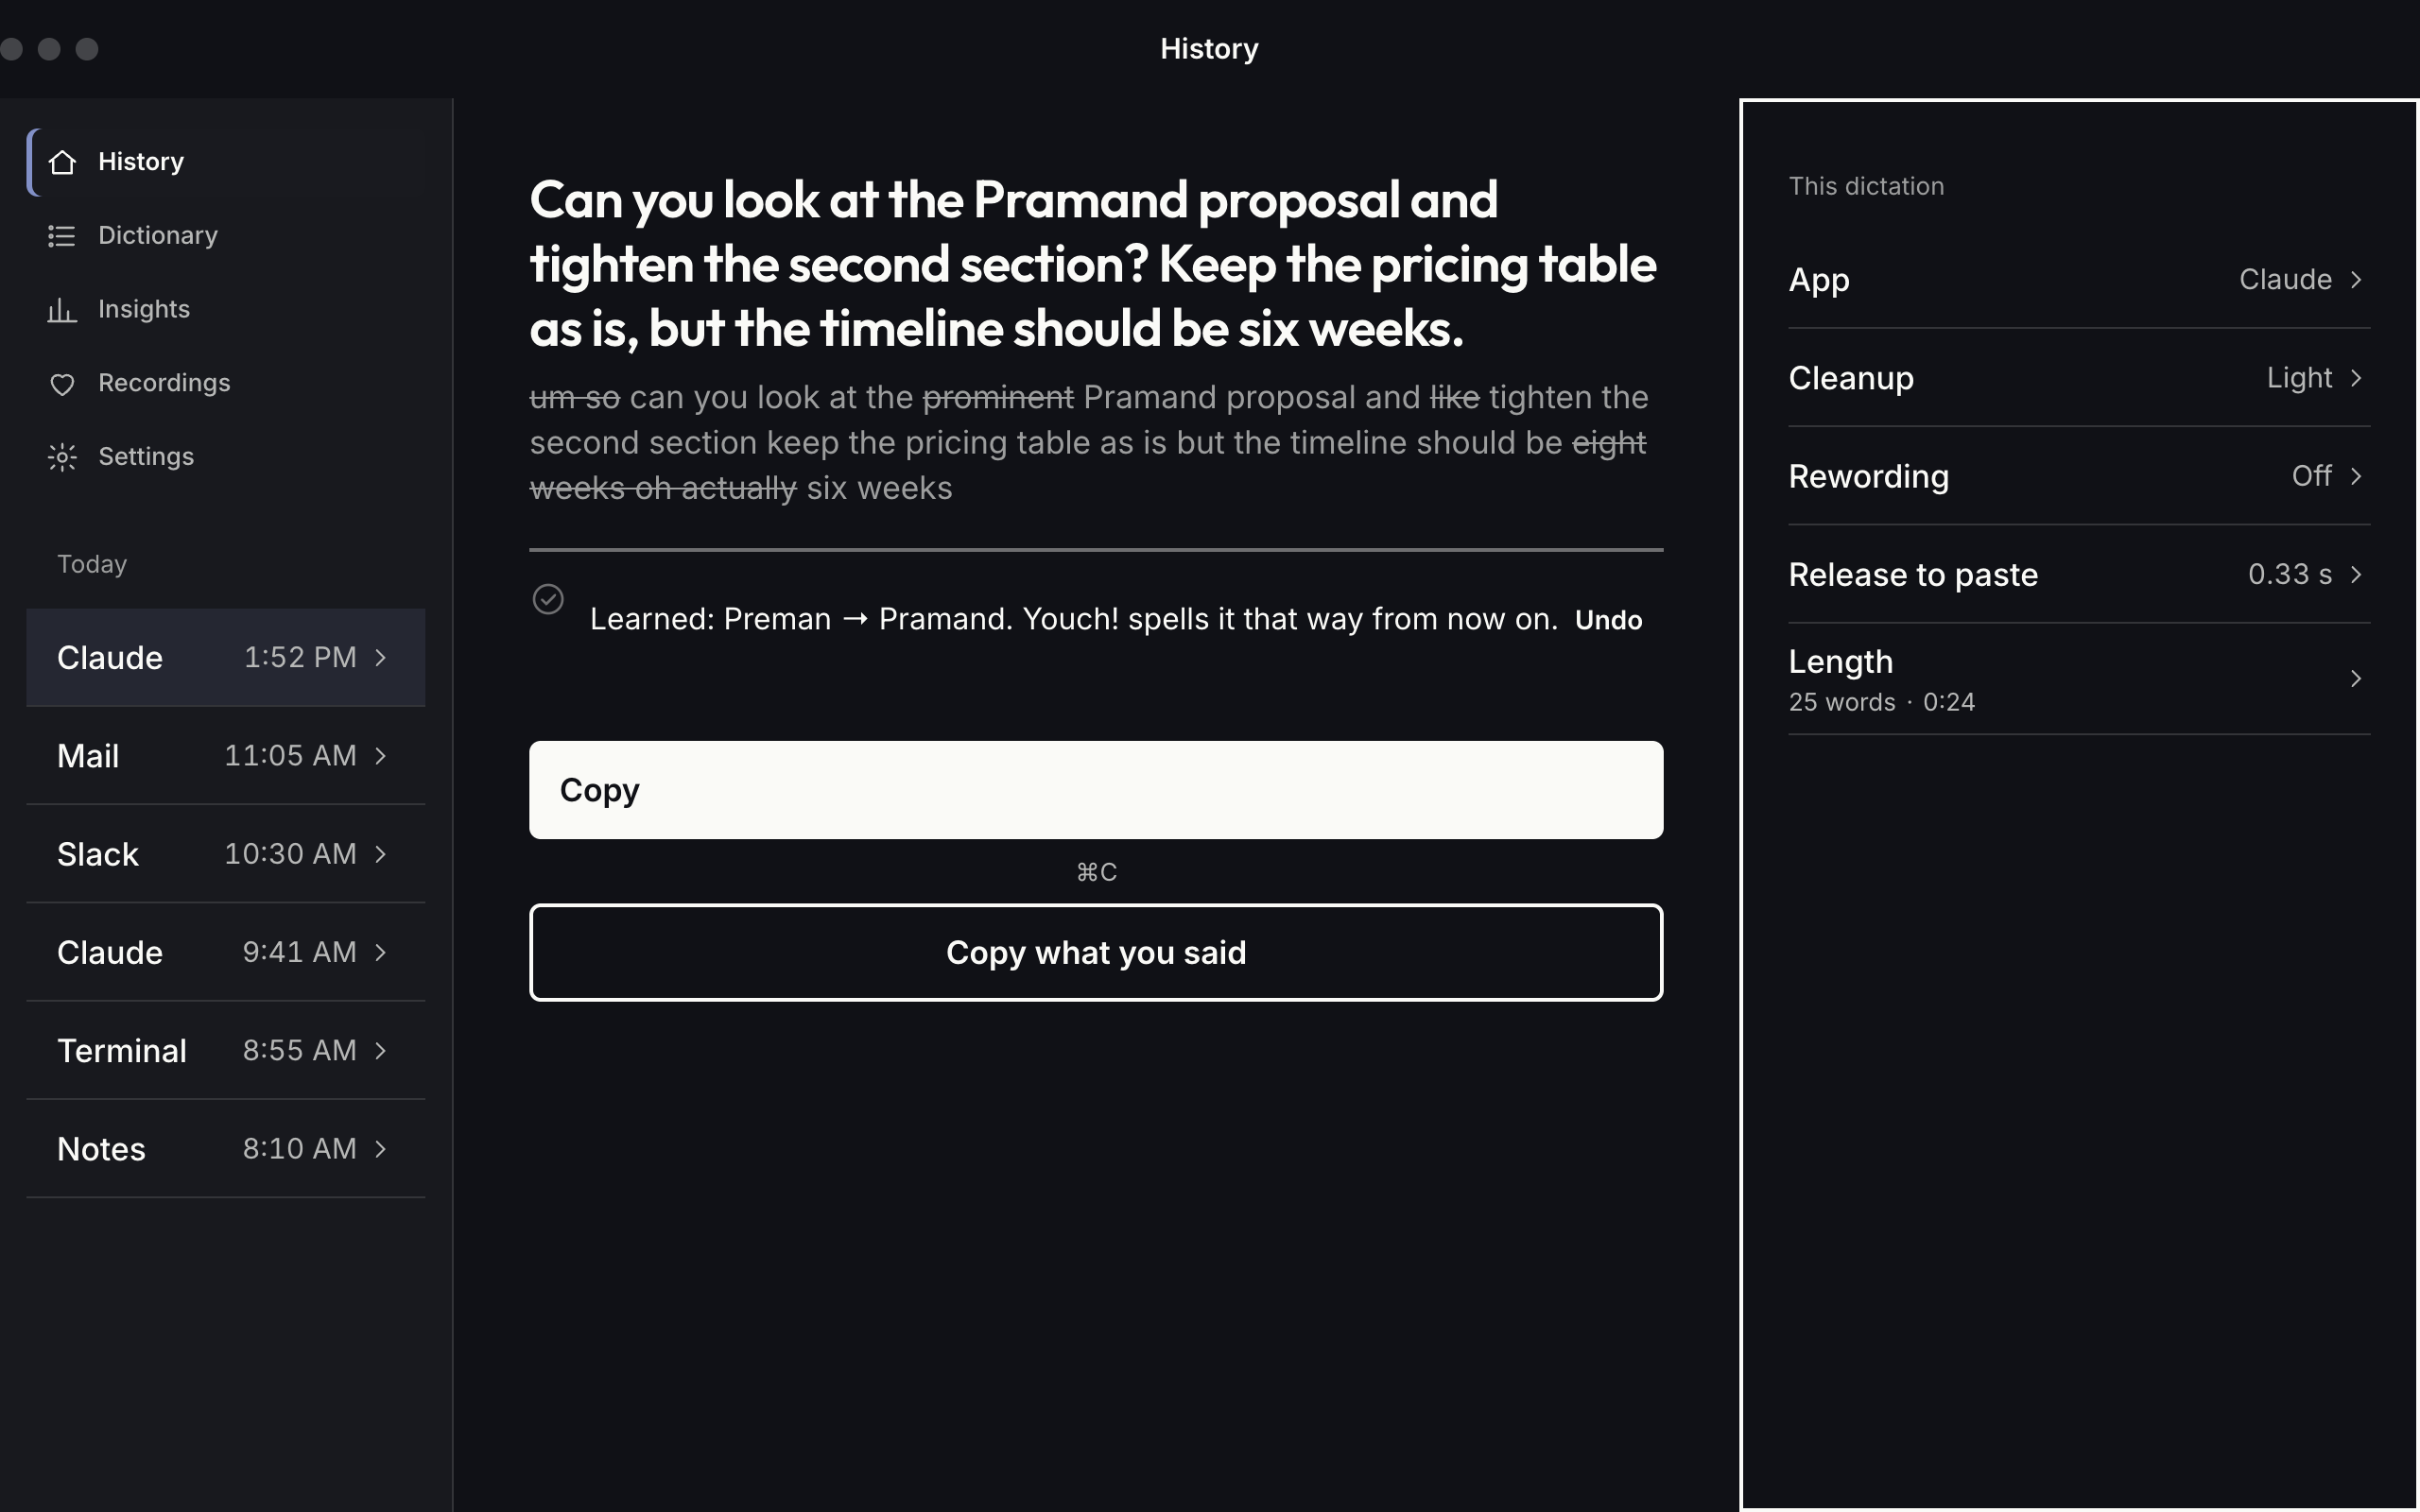 History
History
Dictionary
Insights
Recordings
Settings
Today
Claude 1:52 PM
Mail 11:05 AM
Slack 10:30 AM
Claude 9:41 AM
Terminal 8:55 AM
Notes 8:10 AM
Can you look at the Pramand proposal and
tighten the second section? Keep the pricing table
as is, but the timeline should be six weeks.
um so can you look at the prominent Pramand proposal and like tighten the
second section keep the pricing table as is but the timeline should be eight
weeks oh actually six weeks
Learned: Preman → Pramand. Youch! spells it that way from now on. Undo
Copy
⌘C
Copy what you said
This dictation
App Claude
Cleanup Light
Rewording Off
Release to paste 0.33 s
Length
25 words · 0:24